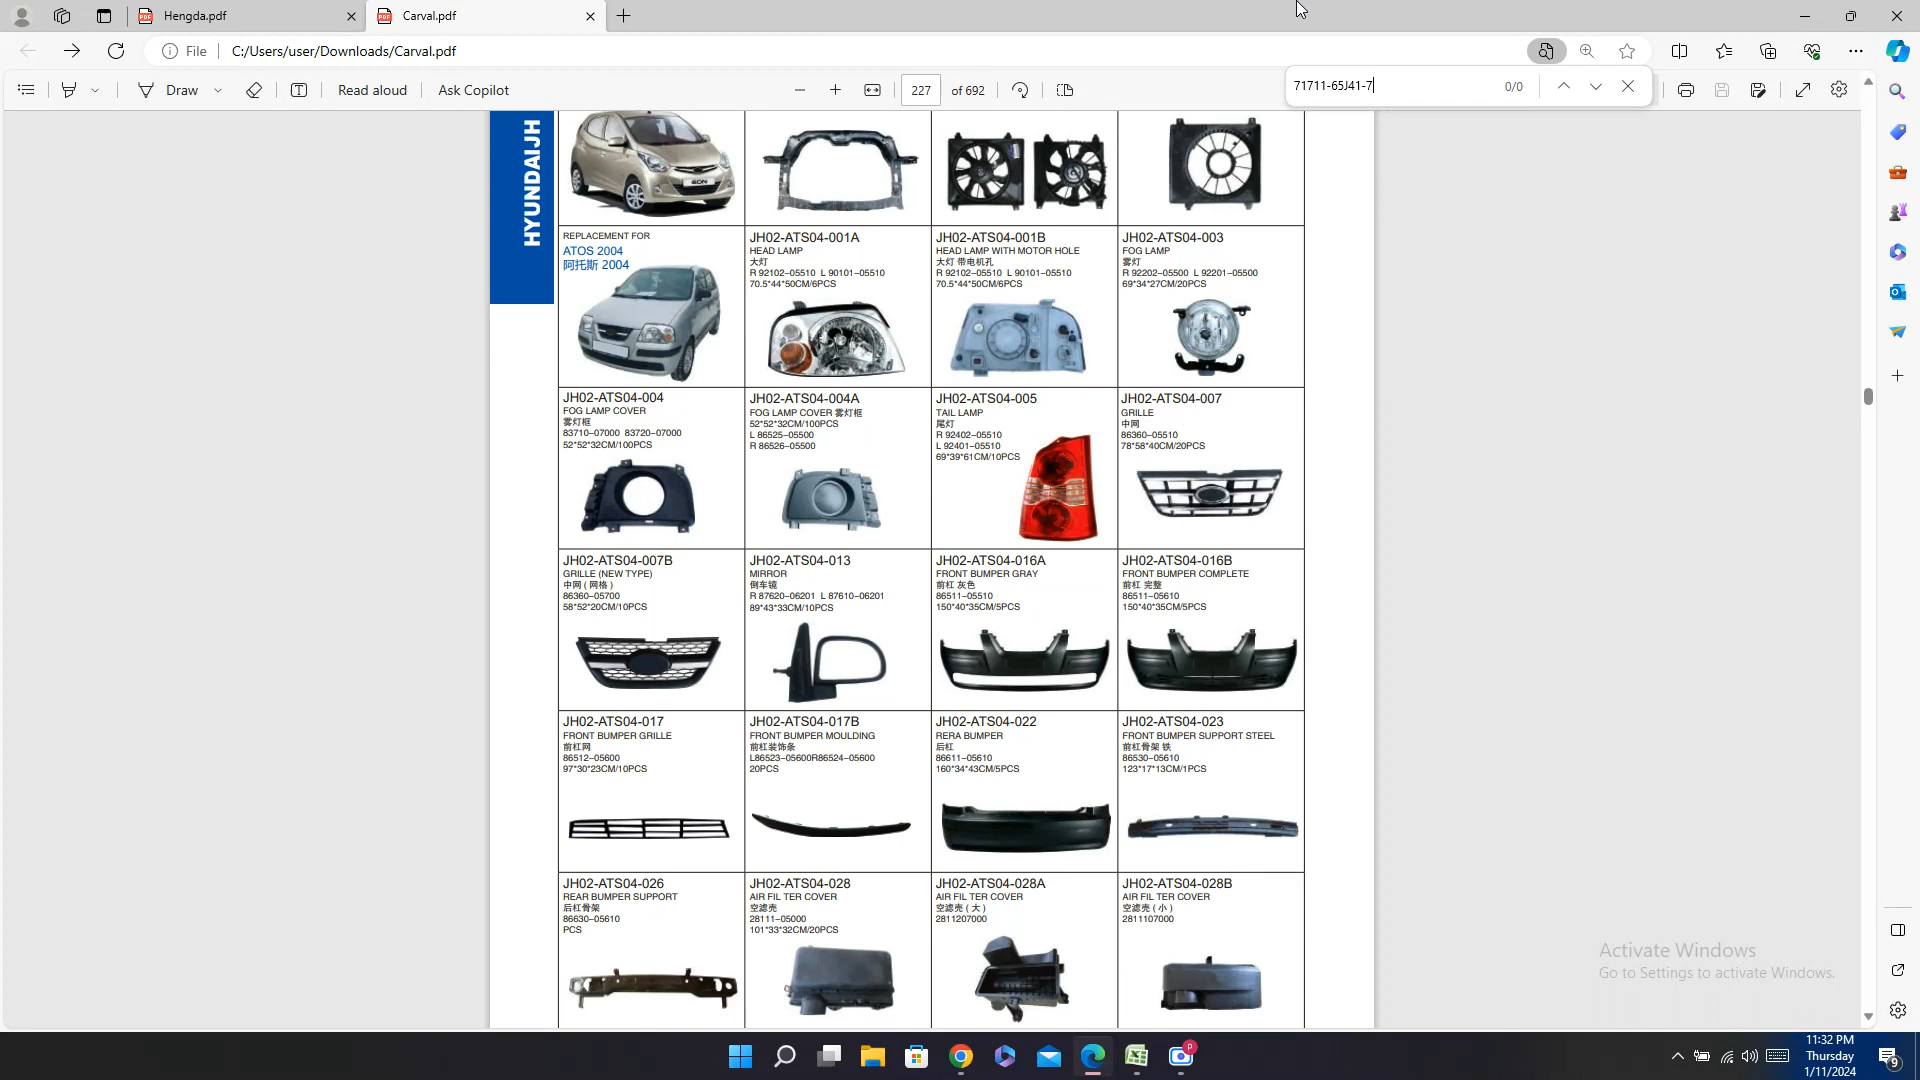 Hengda.pdf
Carval.pdf
File
C:/Users/user/Downloads/Carval.pdf
Draw
Read aloud
Ask Copilot
227
of 692
71711-65J41-7
0/0
HYUNDAIJH
EON
REPLACEMENT FOR
ATOS 2004
阿托斯 2004
JH02-ATS04-001A
HEAD LAMP
大灯
R 92102-05510 L 90101-05510
70.5*44*50CM/6PCS
JH02-ATS04-001B
HEAD LAMP WITH MOTOR HOLE
大灯 带电机孔
R 92102-05510 L 90101-05510
70.5*44*50CM/6PCS
JH02-ATS04-003
FOG LAMP
雾灯
R 92202-05500 L 92201-05500
69*34*27CM/20PCS
JH02-ATS04-004
FOG LAMP COVER
雾灯框
83710-07000 83720-07000
52*52*32CM/100PCS
JH02-ATS04-004A
FOG LAMP COVER 雾灯框
52*52*32CM/100PCS
L 86525-05500
R 86526-05500
JH02-ATS04-005
TAIL LAMP
尾灯
R 92402-05510
L 92401-05510
69*39*61CM/10PCS
JH02-ATS04-007
GRILLE
中网
86360-05510
78*58*40CM/20PCS
JH02-ATS04-007B
GRILLE (NEW TYPE)
中网 ( 网格 )
86360-05700
58*52*20CM/10PCS
JH02-ATS04-013
MIRROR
倒车镜
R 87620-06201 L 87610-06201
89*43*33CM/10PCS
JH02-ATS04-016A
FRONT BUMPER GRAY
前杠 灰色
86511-05510
150*40*35CM/5PCS
JH02-ATS04-016B
FRONT BUMPER COMPLETE
前杠 完整
86511-05610
150*40*35CM/5PCS
JH02-ATS04-017
FRONT BUMPER GRILLE
前杠网
86512-05600
97*30*23CM/10PCS
JH02-ATS04-017B
FRONT BUMPER MOULDING
前杠装饰条
L86523-05600R86524-05600
20PCS
JH02-ATS04-022
RERA BUMPER
后杠
86611-05610
160*34*43CM/5PCS
JH02-ATS04-023
FRONT BUMPER SUPPORT STEEL
前杠骨架 铁
86530-05610
123*17*13CM/1PCS
JH02-ATS04-026
REAR BUMPER SUPPORT
后杠骨架
86630-05610
PCS
JH02-ATS04-028
AIR FIL TER COVER
空滤壳
28111-05000
101*33*32CM/20PCS
JH02-ATS04-028A
AIR FIL TER COVER
空滤壳 ( 大 )
2811207000
JH02-ATS04-028B
AIR FIL TER COVER
空滤壳 ( 小 )
2811107000
Activate Windows
Go to Settings to activate Windows.
11:32 PM
Thursday
1/11/2024
9